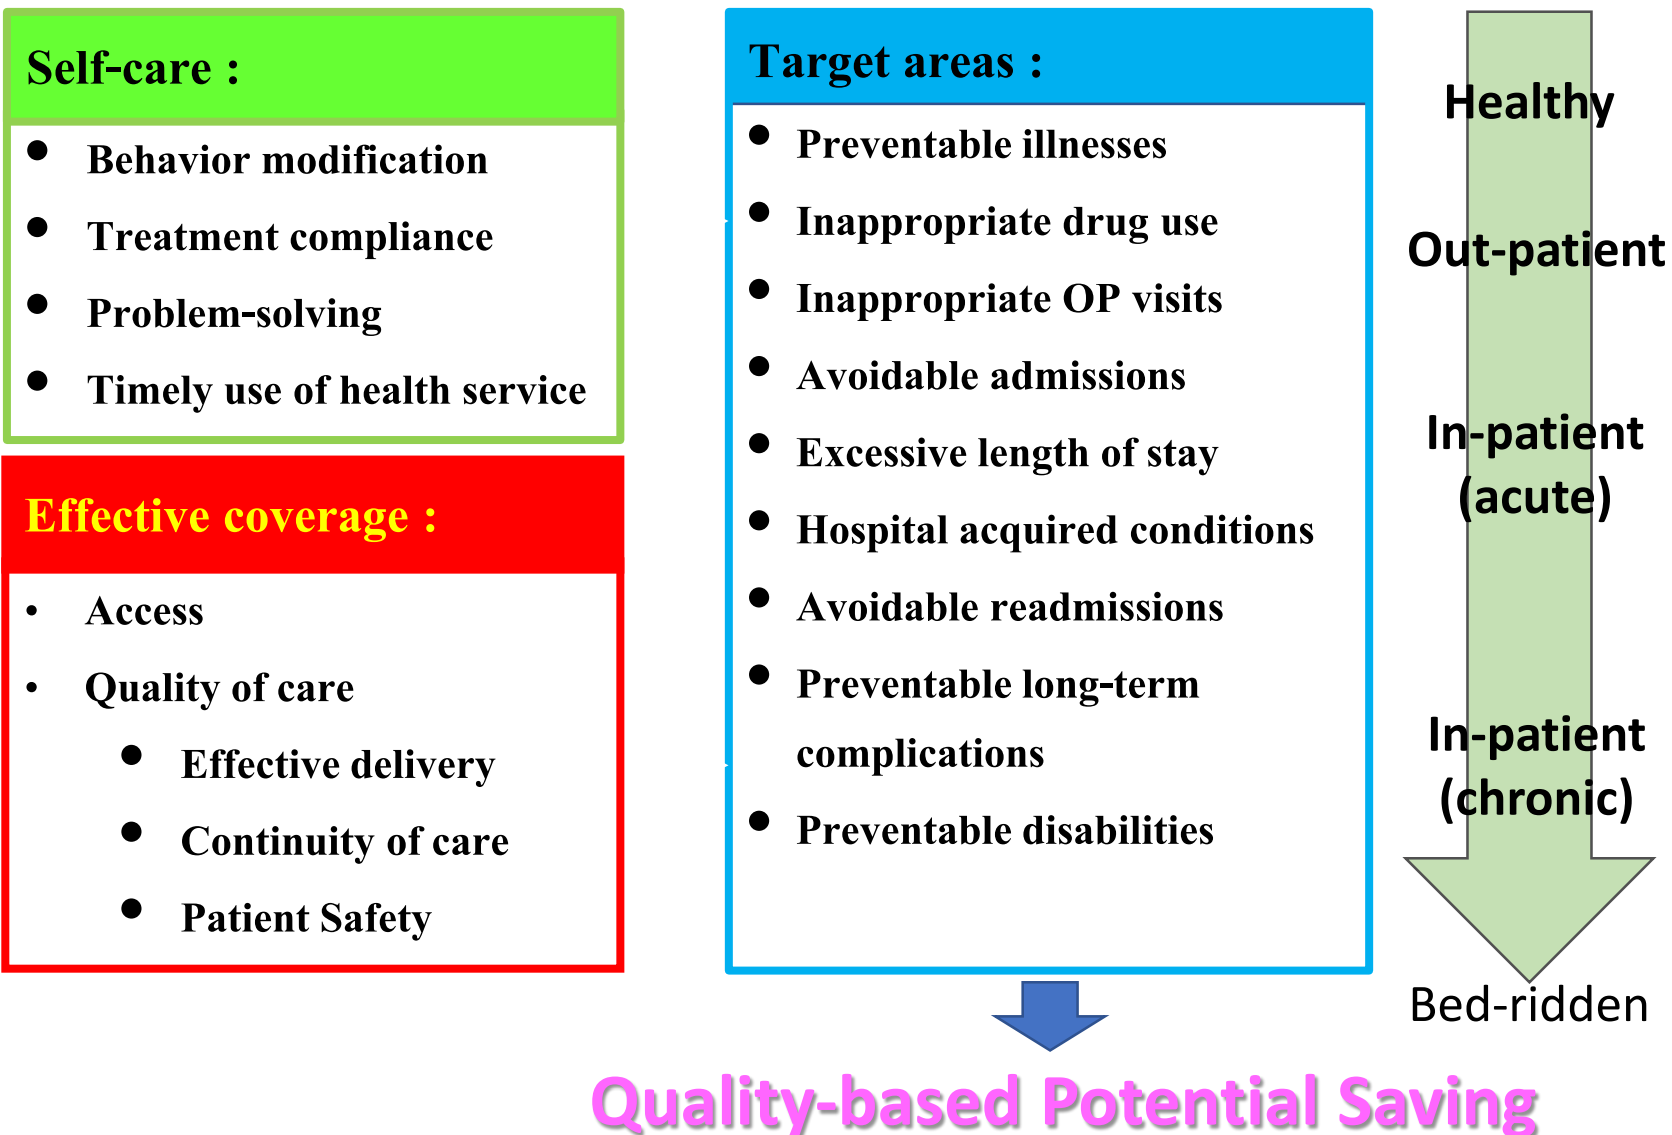 Self-care :
• Behavior modification
• Treatment compliance
• Problem-solving
• Timely use of health service
Effective coverage :
• Access
• Quality of care
• Effective delivery
• Continuity of care
• Patient Safety
Target areas :
• Preventable illnesses
• Inappropriate drug use
• Inappropriate OP visits
• Avoidable admissions
• Excessive length of stay
• Hospital acquired conditions
• Avoidable readmissions
• Preventable long-term
complications
• Preventable disabilities
Healthy
Out-patient
In-patient
(acute)
In-patient
(chronic)
Bed-ridden
Quality-based Potential Saving